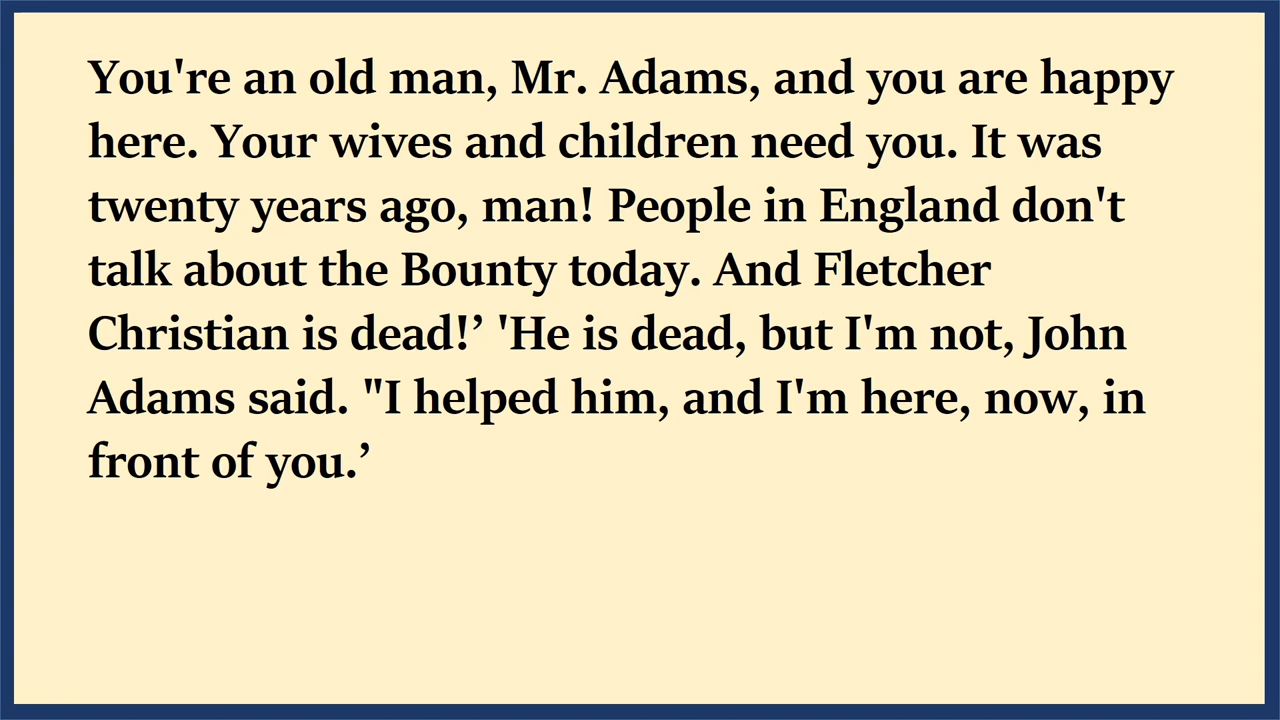 You're an old man, Mr. Adams, and you are happy
here. Your wives and children need you. It was
twenty years ago, man! People in England don't
talk about the Bounty today. And Fletcher
Christian is dead!’ 'He is dead, but I'm not, John
Adams said. "I helped him, and I'm here, now, in
front of you.’